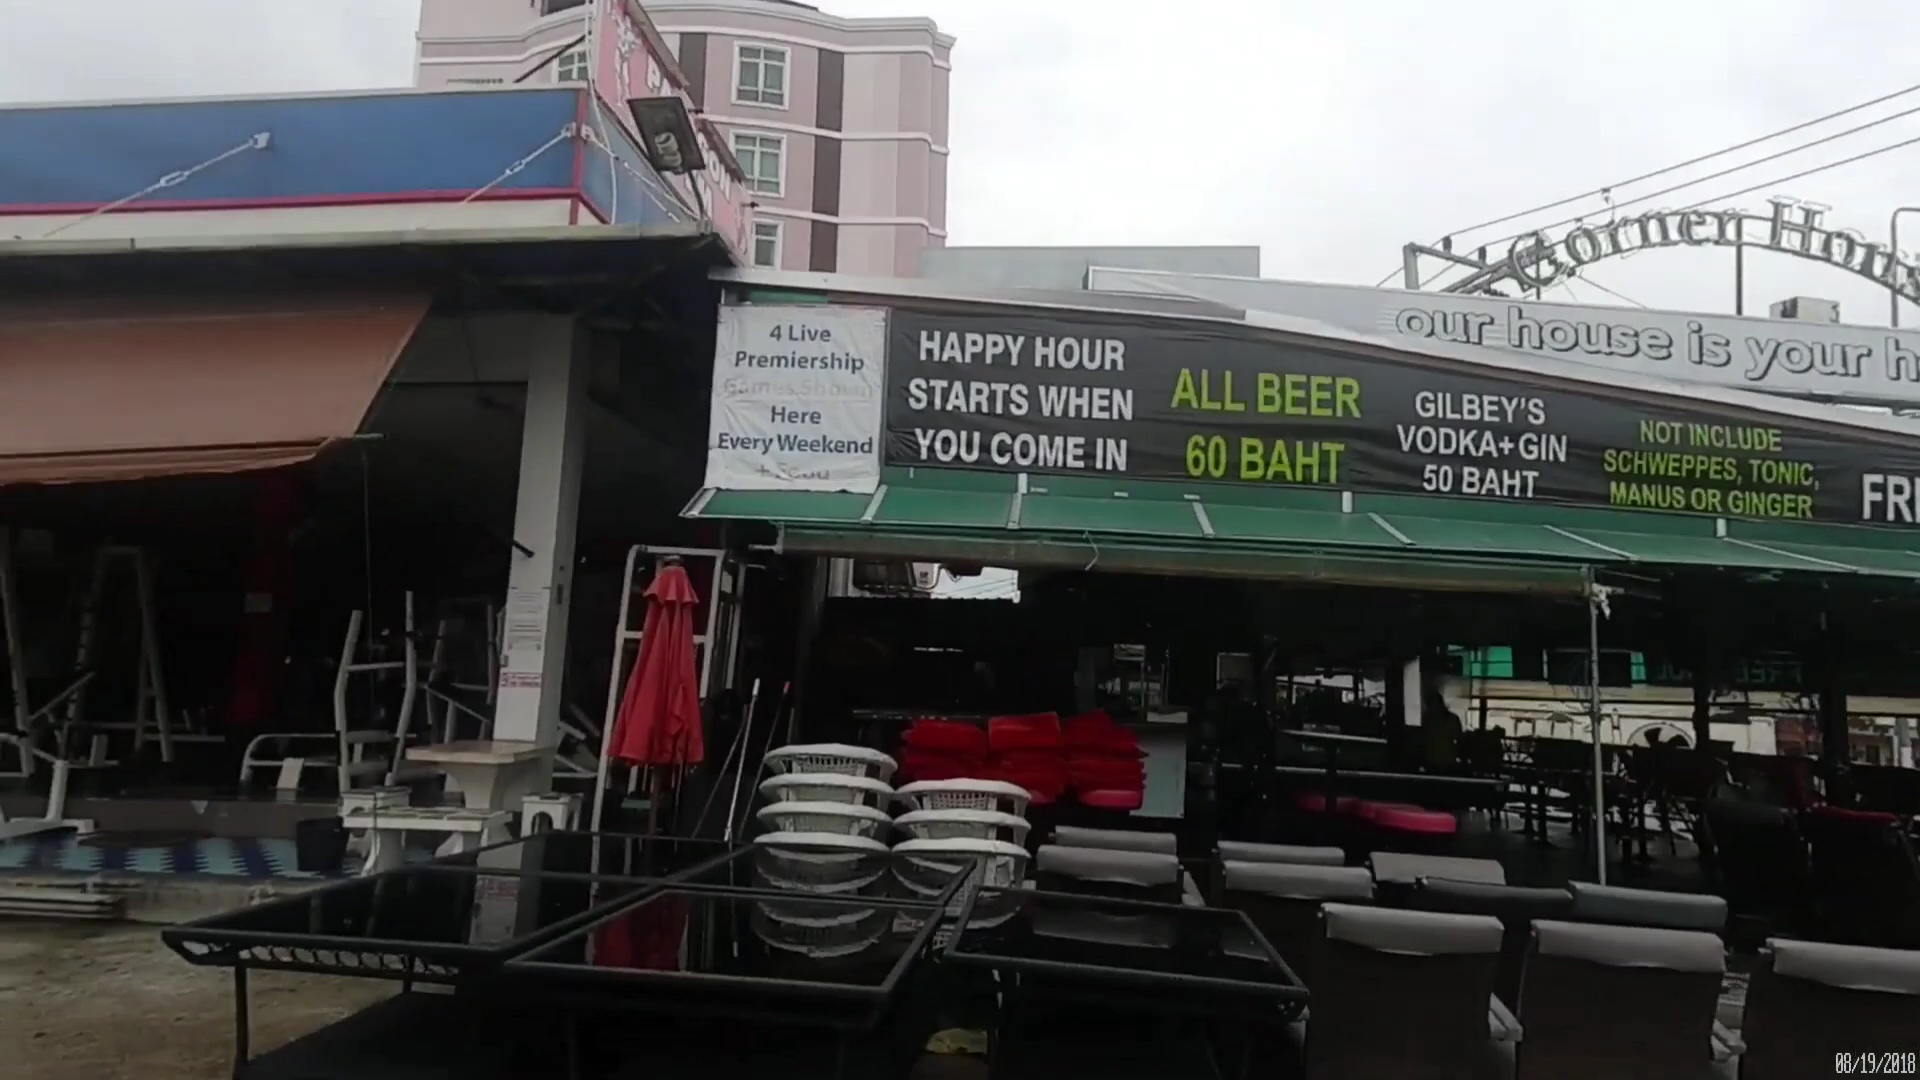 Corner Hous
our house is your h
4 Live
Premiership
Games Shown
Here
Every Weekend
HAPPY HOUR
STARTS WHEN
YOU COME IN
ALL BEER
60 BAHT
GILBEY'S
VODKA+GIN
50 BAHT
NOT INCLUDE
SCHWEPPES, TONIC,
MANUS OR GINGER
FRE
08/19/2018